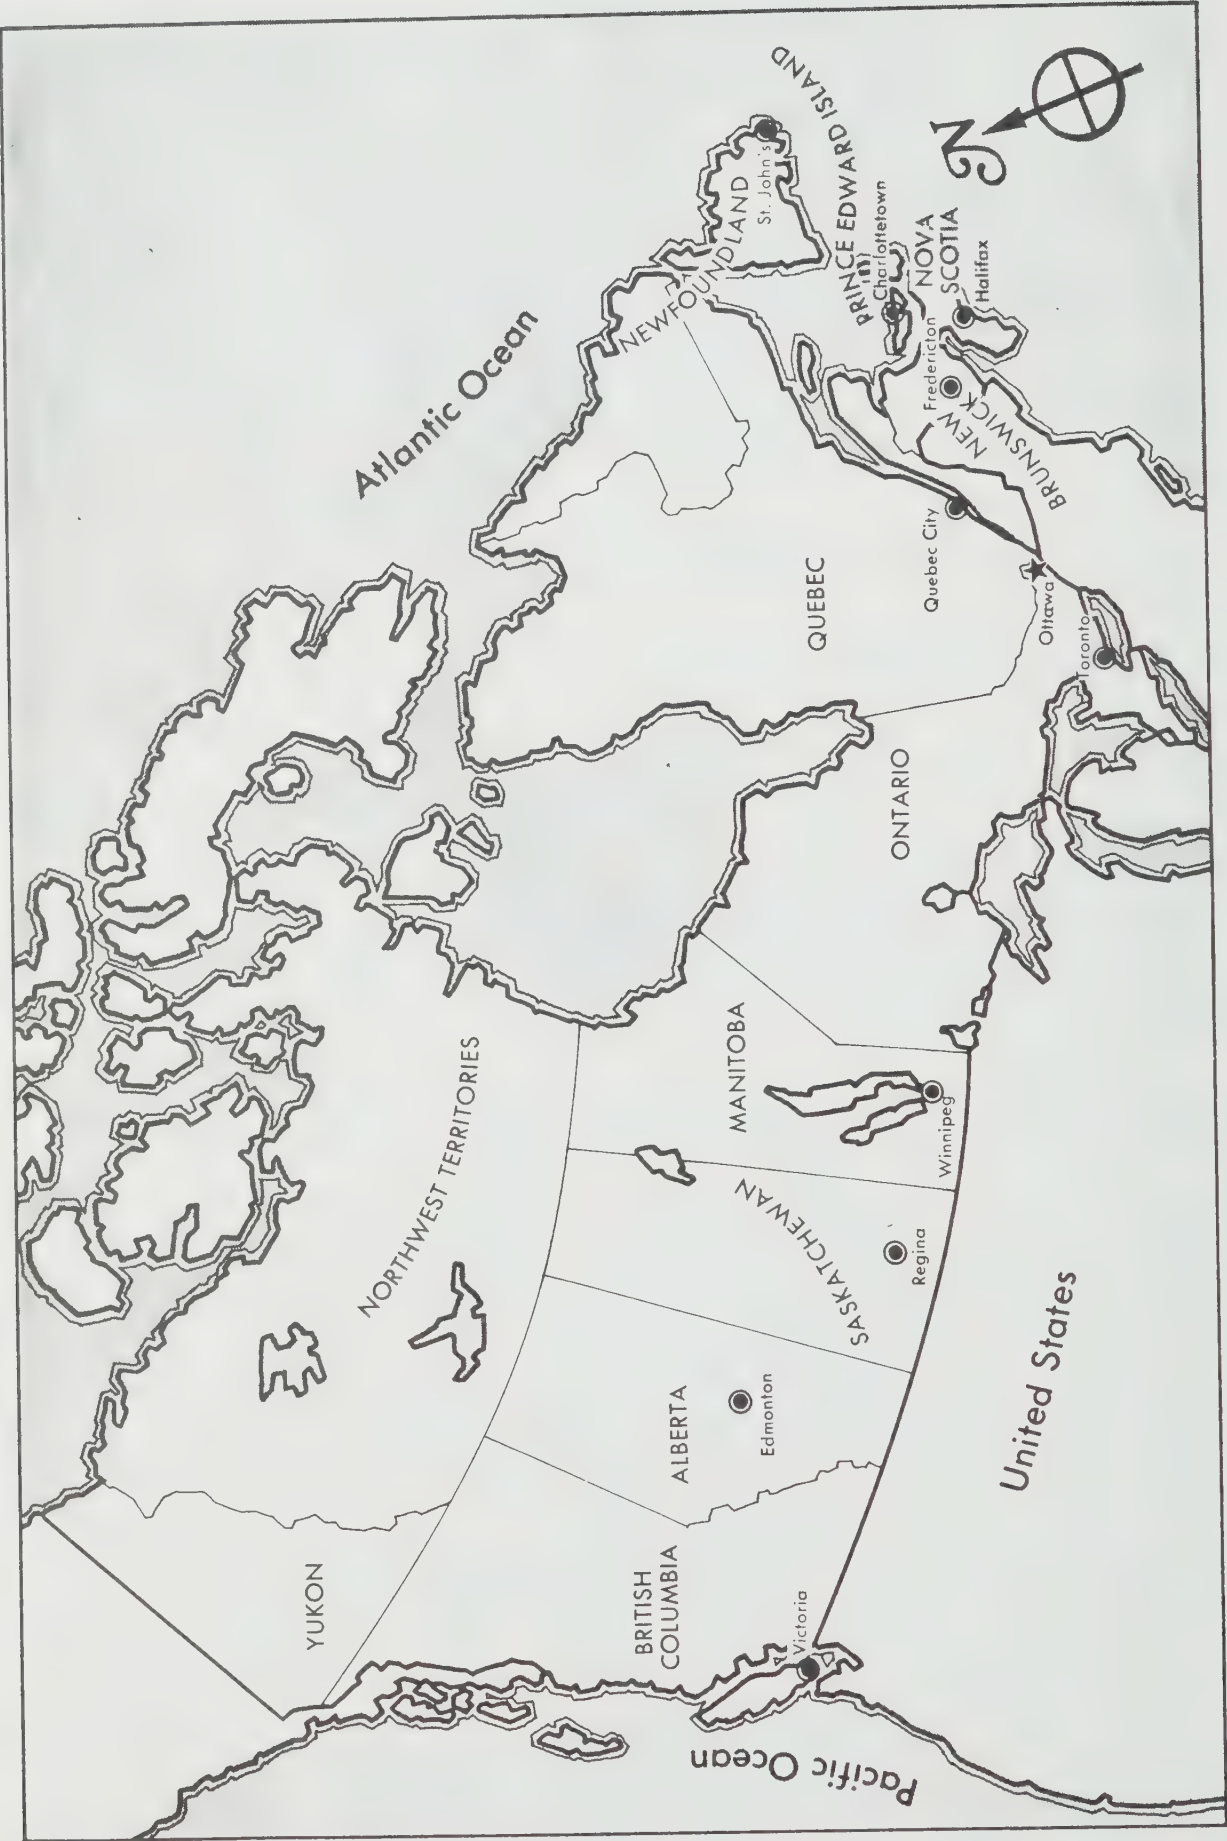 Pacific Ocean
YUKON
BRITISH
COLUMBIA
Victoria
NORTHWEST TERRITORIES
ALBERTA
Edmonton
SASKATCHEWAN
Regina
United States
MANITOBA
Winnipeg
ONTARIO
Toronto
Ottawa
QUEBEC
Quebec City
Atlantic Ocean
NEWFOUNDLAND
St. John's
PRINCE EDWARD ISLAND
Charlottetown
NOVA
SCOTIA
Halifax
NEW
BRUNSWICK
Fredericton
N